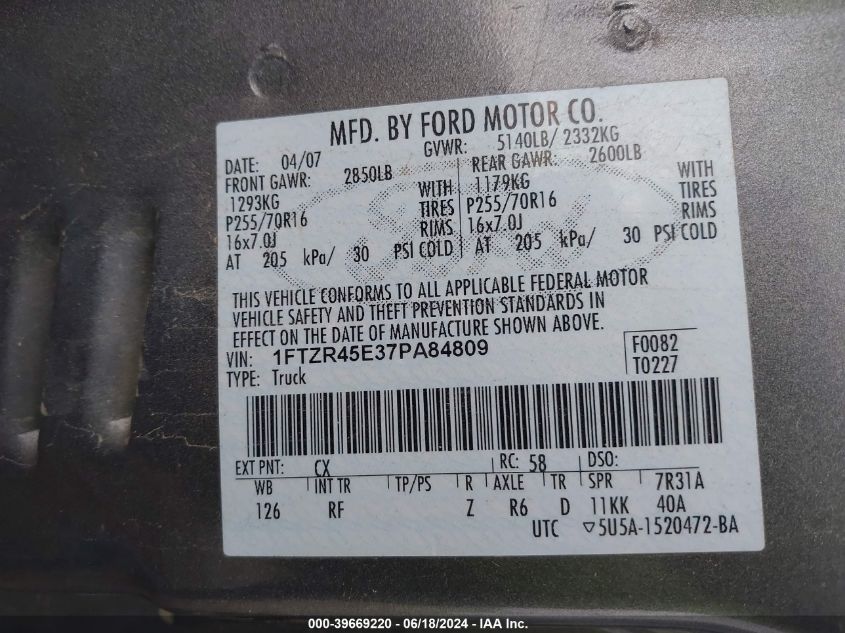 MFD. BY FORD MOTOR CO.
DATE: 04/07 GVWR: 5140LB/ 2332KG
FRONT GAWR: 2850LB REAR GAWR: 2600LB
1293KG WITH 1179KG WITH
P255/70R16 TIRES P255/70R16 TIRES
16x7.0J RIMS 16x7.0J RIMS
AT 205 kPa/ 30 PSI COLD AT 205 kPa/ 30 PSI COLD
THIS VEHICLE CONFORMS TO ALL APPLICABLE FEDERAL MOTOR
VEHICLE SAFETY AND THEFT PREVENTION STANDARDS IN
EFFECT ON THE DATE OF MANUFACTURE SHOWN ABOVE.
VIN: 1FTZR45E37PA84809 F0082
TYPE: Truck T0227
EXT PNT: CX RC: 58 DSO:
WB INT TR TP/PS R AXLE TR SPR 7R31A
126 RF Z R6 D 11KK 40A
UTC ▽5U5A-1520472-BA
000-39669220 - 06/18/2024 - IAA Inc.